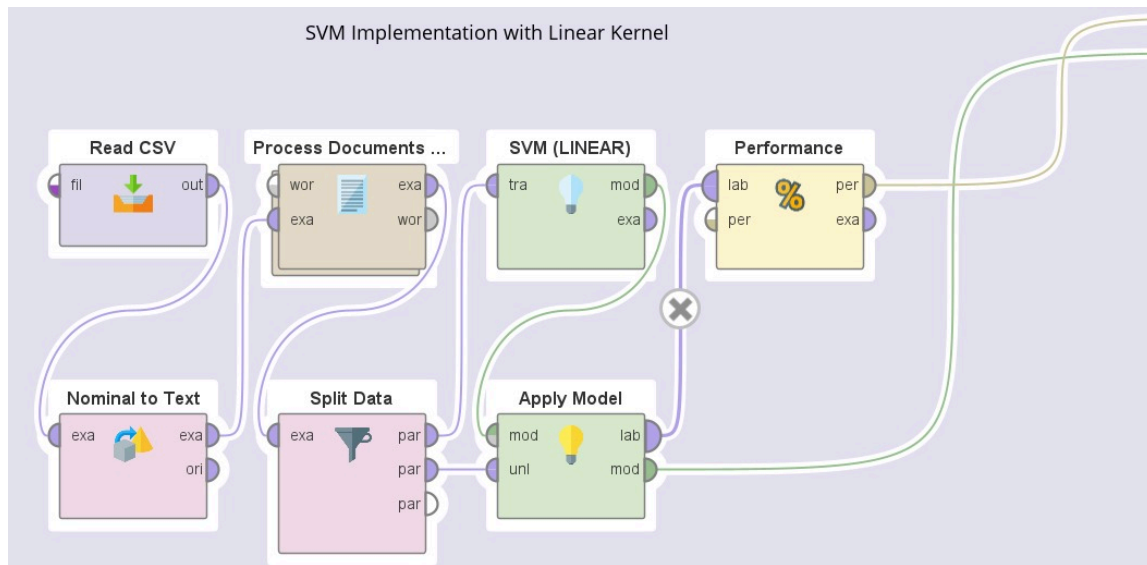 SVM Implementation with Linear Kernel
Read CSV
fil out
Process Documents ...
wor exa
exa wor
SVM (LINEAR)
tra mod
exa
Performance
lab per
per exa
Nominal to Text
exa exa
ori
Split Data
exa par
par
par
Apply Model
mod lab
unl mod